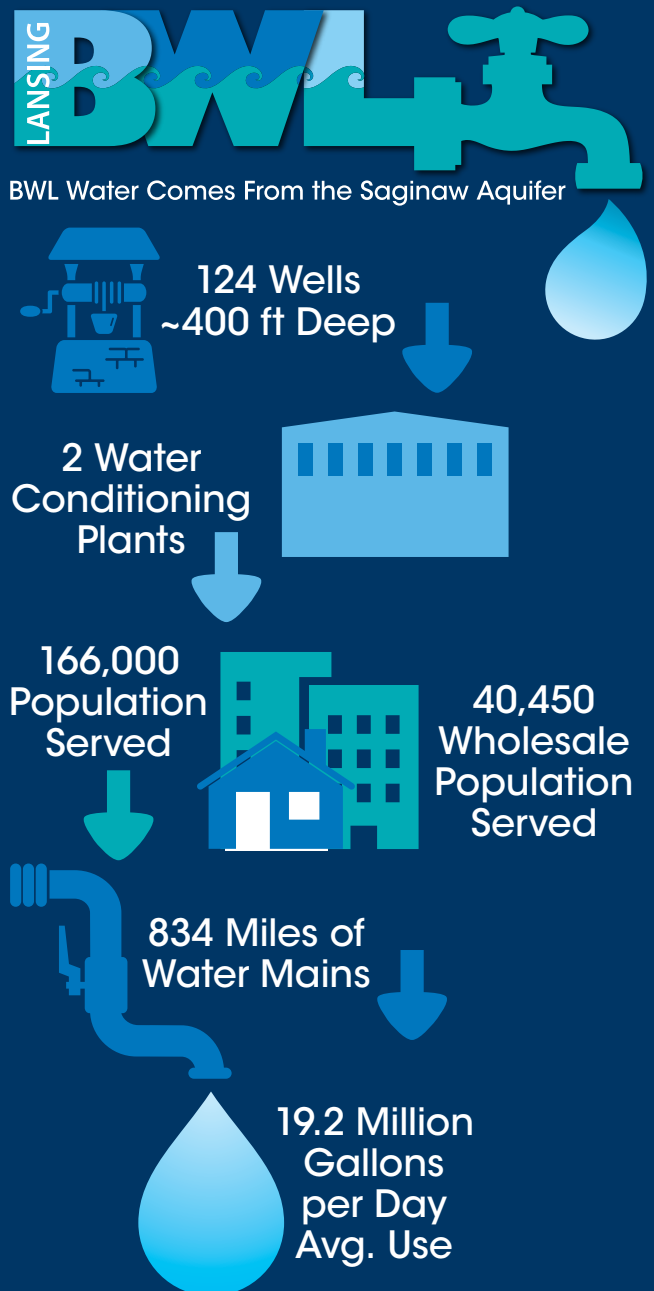 LANSING
BWL
BWL Water Comes From the Saginaw Aquifer
124 Wells
~400 ft Deep
2 Water
Conditioning
Plants
166,000
Population
Served
40,450
Wholesale
Population
Served
834 Miles of
Water Mains
19.2 Million
Gallons
per Day
Avg. Use